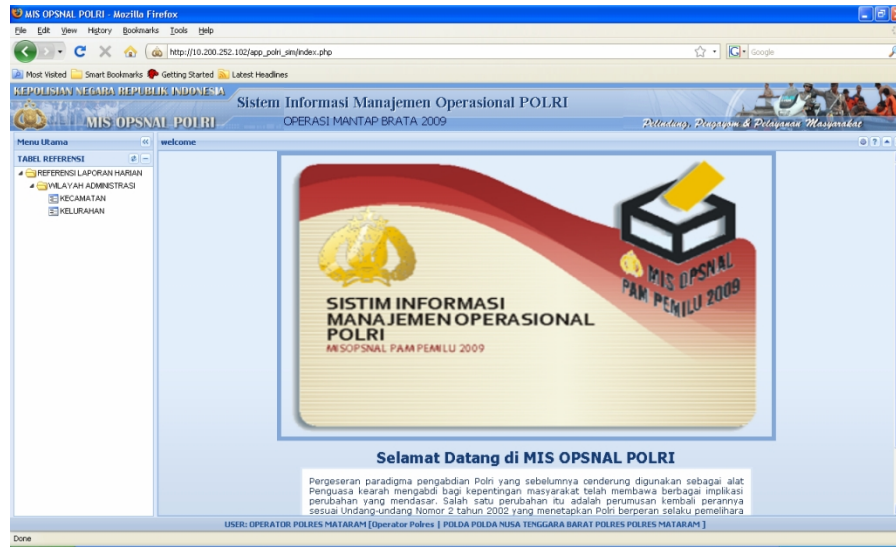 MIS OPSNAL POLRI - Mozilla Firefox
File Edit View History Bookmarks Tools Help
http://10.200.252.102/app_polri_sim/index.php
Google
Most Visited Smart Bookmarks Getting Started Latest Headlines
KEPOLISIAN NEGARA REPUBLIK INDONESIA
MIS OPSNAL POLRI
Sistem Informasi Manajemen Operasional POLRI
OPERASI MANTAP BRATA 2009
Pelindung, Pengayom & Pelayanan Masyarakat
Menu Utama
welcome
TABEL REFERENSI
REFERENSI LAPORAN HARIAN
WILAYAH ADMINISTRASI
KECAMATAN
KELURAHAN
MIS OPSNAL
PAM PEMILU 2009
SISTIM INFORMASI
MANAJEMEN OPERASIONAL
POLRI
MISOPSNAL PAM PEMILU 2009
Selamat Datang di MIS OPSNAL POLRI
Pergeseran paradigma pengabdian Polri yang sebelumnya cenderung digunakan sebagai alat
Penguasa kearah mengabdi bagi kepentingan masyarakat telah membawa berbagai implikasi
perubahan yang mendasar. Salah satu perubahan itu adalah perumusan kembali perannya
sesuai Undang-undang Nomor 2 tahun 2002 yang menetapkan Polri berperan selaku pemelihara
USER: OPERATOR POLRES MATARAM [Operator Polres | POLDA POLDA NUSA TENGGARA BARAT POLRES POLRES MATARAM ]
Done